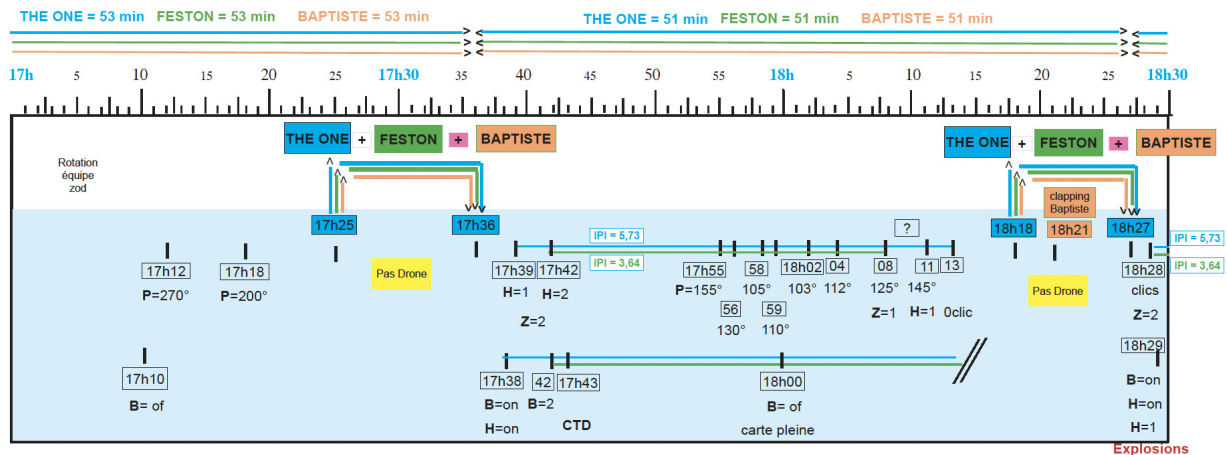 THE ONE = 53 min FESTON = 53 min BAPTISTE = 53 min THE ONE = 51 min FESTON = 51 min BAPTISTE = 51 min
17h 5 10 15 20 25 17h30 35 40 45 50 55 18h 5 10 15 20 25 18h30
THE ONE + FESTON + BAPTISTE THE ONE + FESTON + BAPTISTE
Rotation
équipe
zod
clapping
Baptiste
17h25 17h36 18h18 18h21 18h27
? IPI = 5,73 IPI = 5,73
IPI = 3,64 IPI = 3,64
17h12 17h18 Pas Drone 17h39 17h42 17h55 58 18h02 04 08 11 13 Pas Drone 18h28
P=270° P=200° H=1 H=2 P=155° 105° 103° 112° 125° 145° clics
Z=2 56 59 Z=1 H=1 0clic Z=2
130° 110°
18h29
17h10 17h38 42 17h43 18h00
B= of B=on B=2 B= of B=on
H=on CTD carte pleine H=on
H=1
Explosions